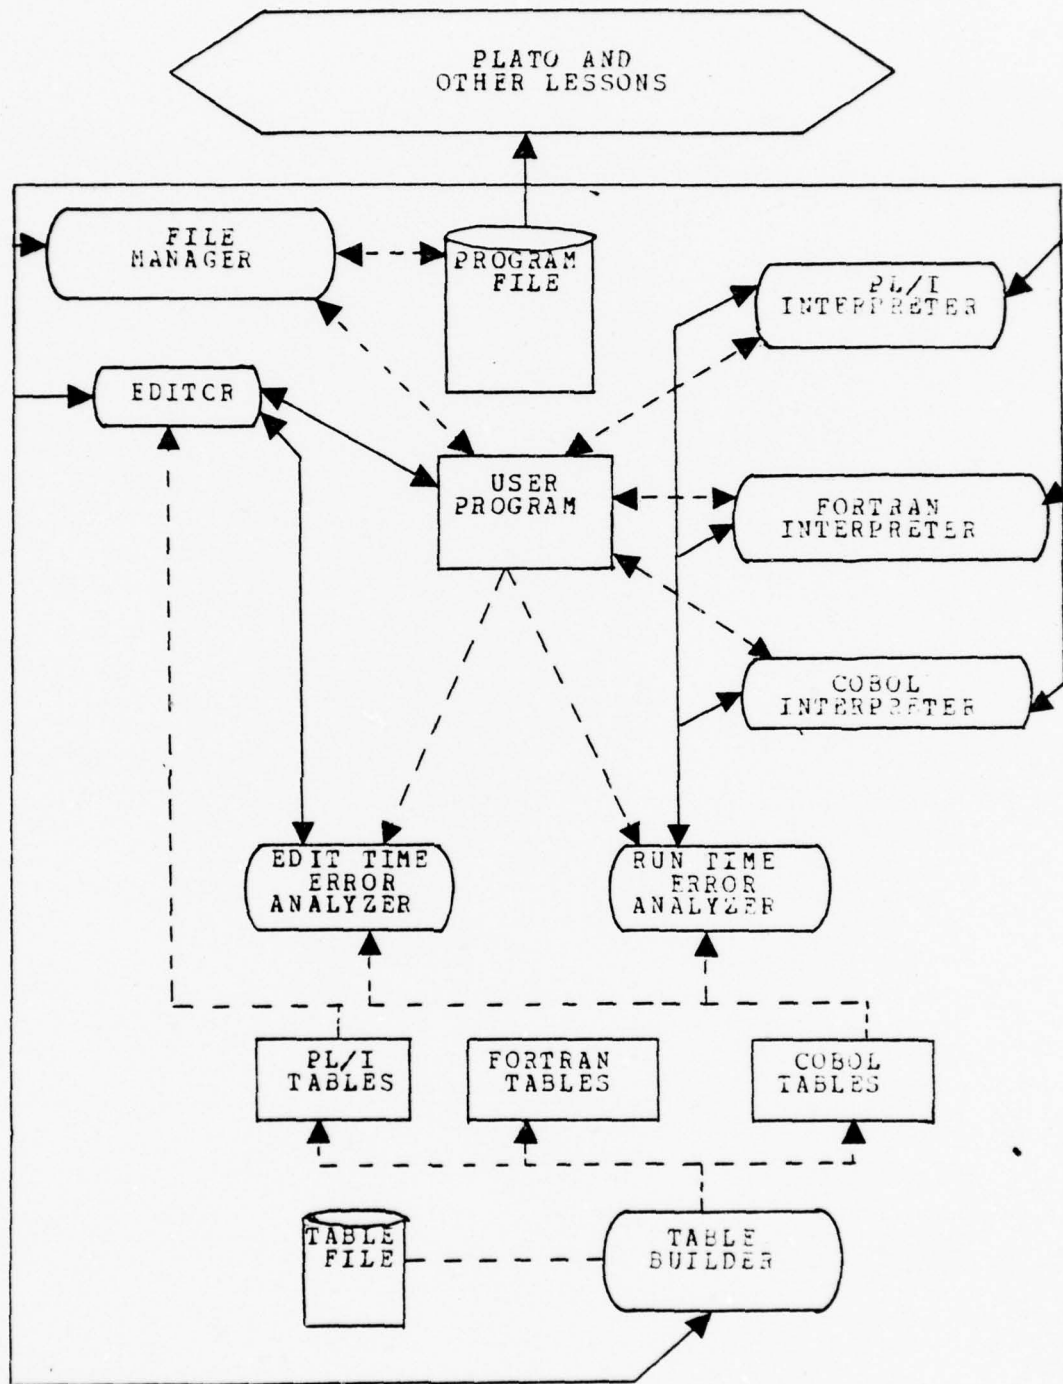 PLATO AND
OTHER LESSONS
FILE
MANAGER
PROGRAM
FILE
PL/I
INTERPRETER
EDITCR
USER
PROGRAM
FORTRAN
INTERPRETER
COBOL
INTERPRETER
EDIT TIME
ERROR
ANALYZER
RUN TIME
ERROR
ANALYZER
PL/I
TABLES
FORTRAN
TABLES
COBOL
TABLES
TABLE
FILE
TABLE
BUILDER